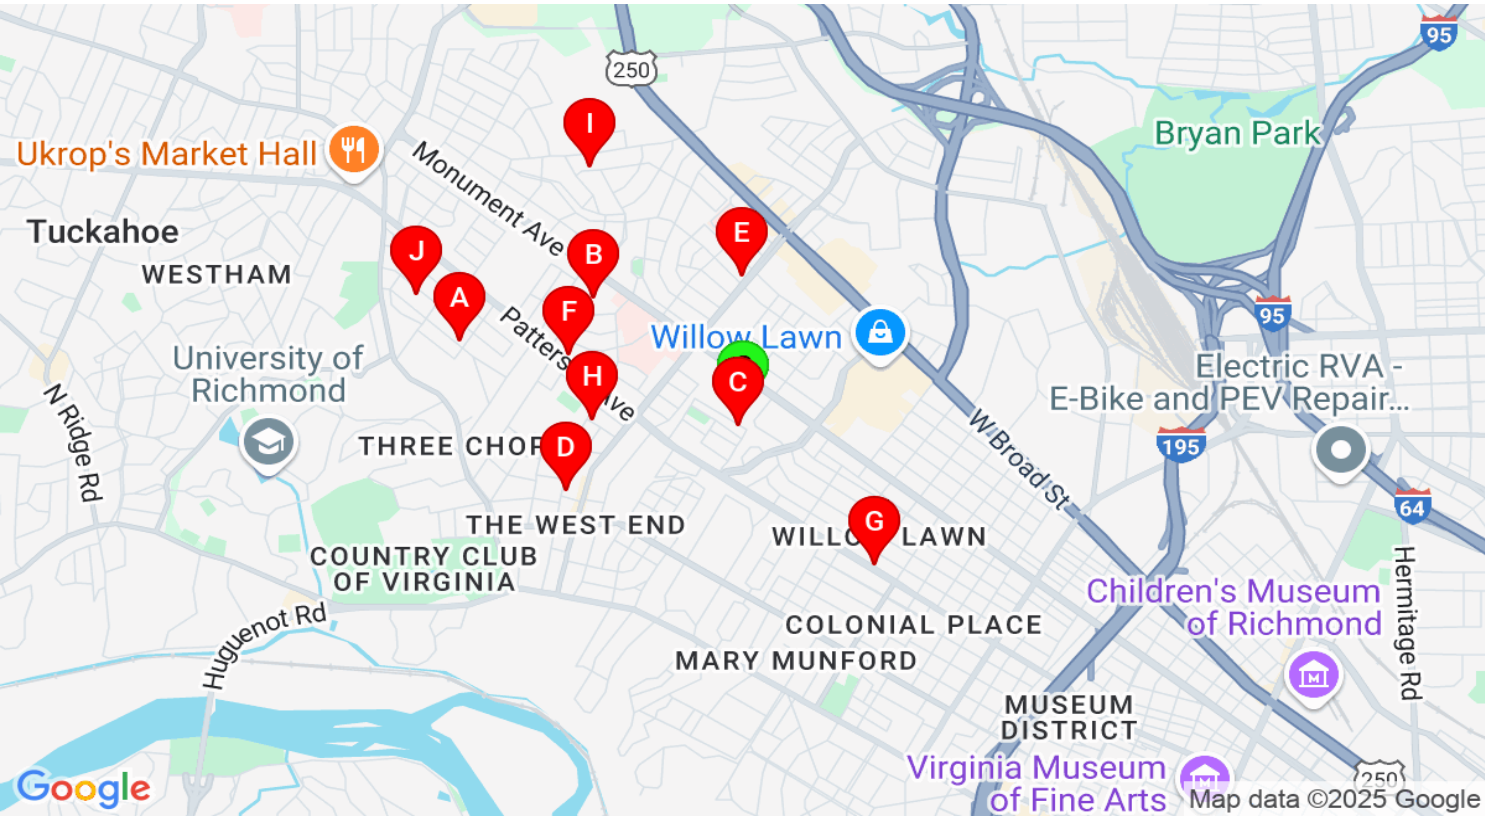 95
250
I
Bryan Park
Ukrop's Market Hall
Monument Ave
Tuckahoe
E
J
B
WESTHAM
A
F
95
Patters
Ave
Willow Lawn
University of
Richmond
Electric RVA -
E-Bike and PEV Repair...
H
C
N Ridge Rd
W Broad St
THREE CHOP
D
195
64
THE WEST END
G
WILLO
LAWN
COUNTRY CLUB
OF VIRGINIA
Hermitage Rd
Children's Museum
of Richmond
Huguenot Rd
COLONIAL PLACE
MARY MUNFORD
MUSEUM
DISTRICT
Virginia Museum
of Fine Arts
250
Google
Map data ©2025 Google